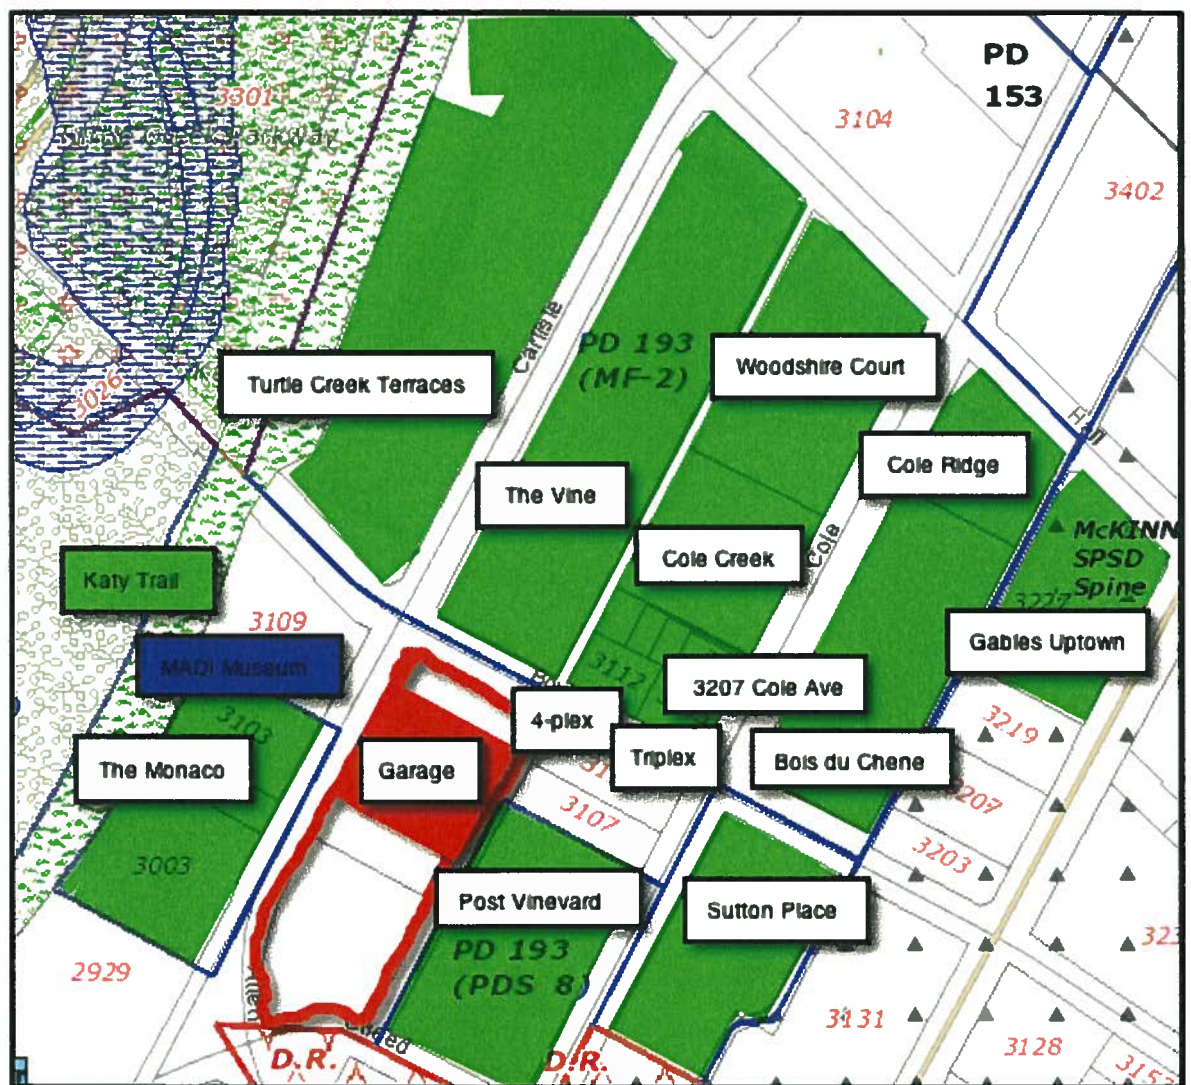 PD
153
3301
3104
3402
Carlisle
PD 193
(MF-2)
Woodshire Court
Turtle Creek Terraces
3026
Hall
Cole Ridge
The Vine
McKINN
SPSD
Spine
Cole
Cole Creek
Katy Trail
3227
3109
Gables Uptown
MADI Museum
3112
3207 Cole Ave
4-plex
3103
3219
Triplex
Bois du Chene
The Monaco
Garage
3207
3107
3203
3003
Post Vinevard
Sutton Place
PD 193
(PDS 8)
323
2929
3131
3128
D.R.
D.R.
3153